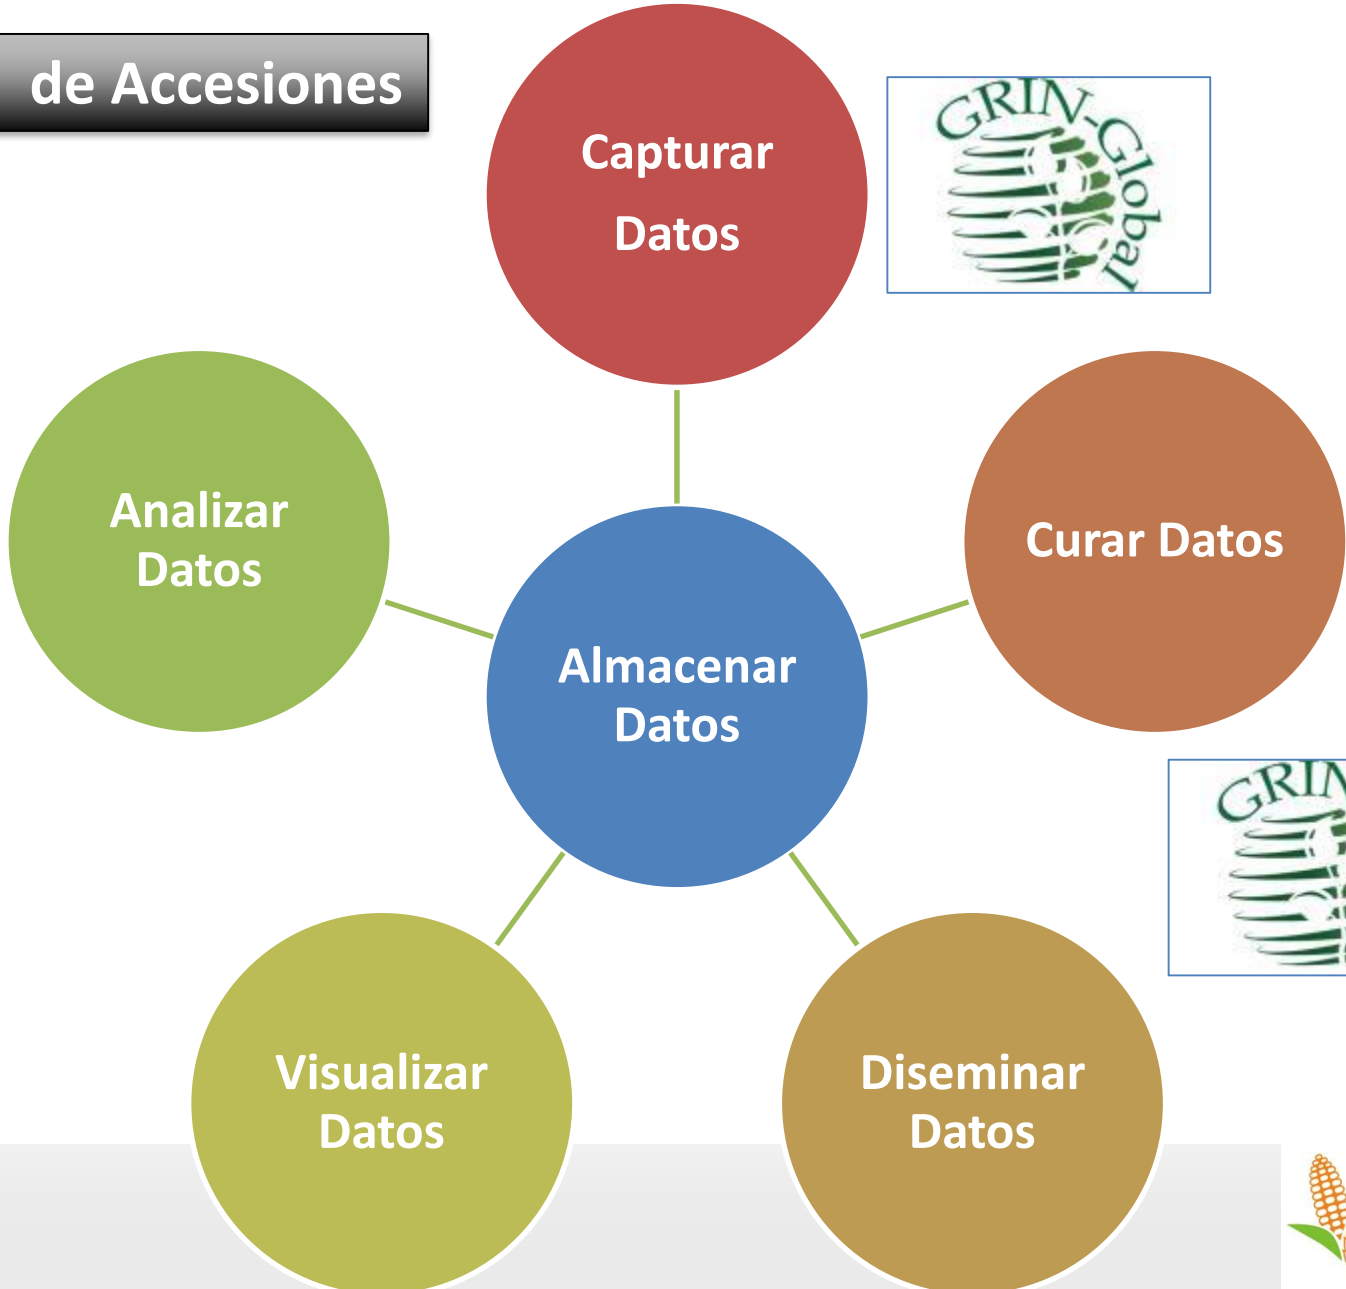 de Accesiones
Capturar
Datos
GRIN-Global
Analizar
Datos
Curar Datos
Almacenar
Datos
GRIN
Visualizar
Datos
Diseminar
Datos